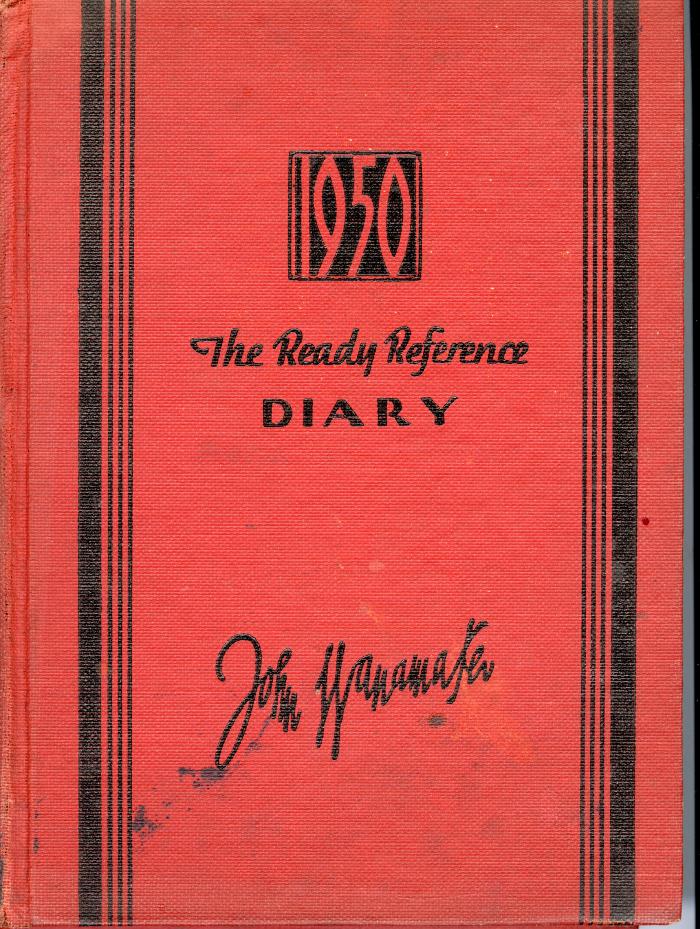 1950
The Ready Reference
DIARY
John Wanamaker